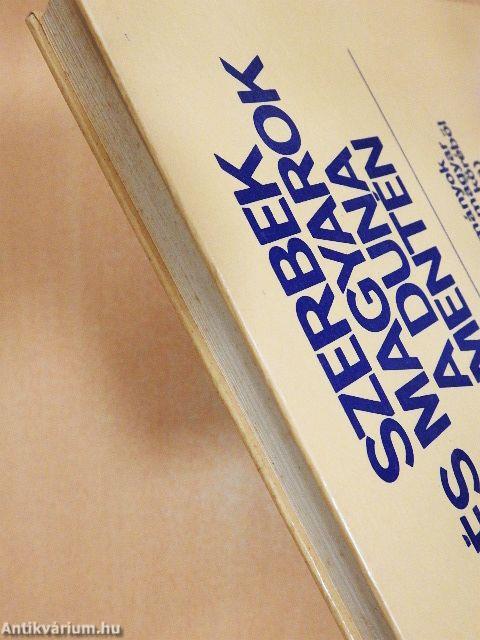 SZERBEK
ÉS MAGYAROK
A DUNA
MENTÉN
Antikvárium.hu